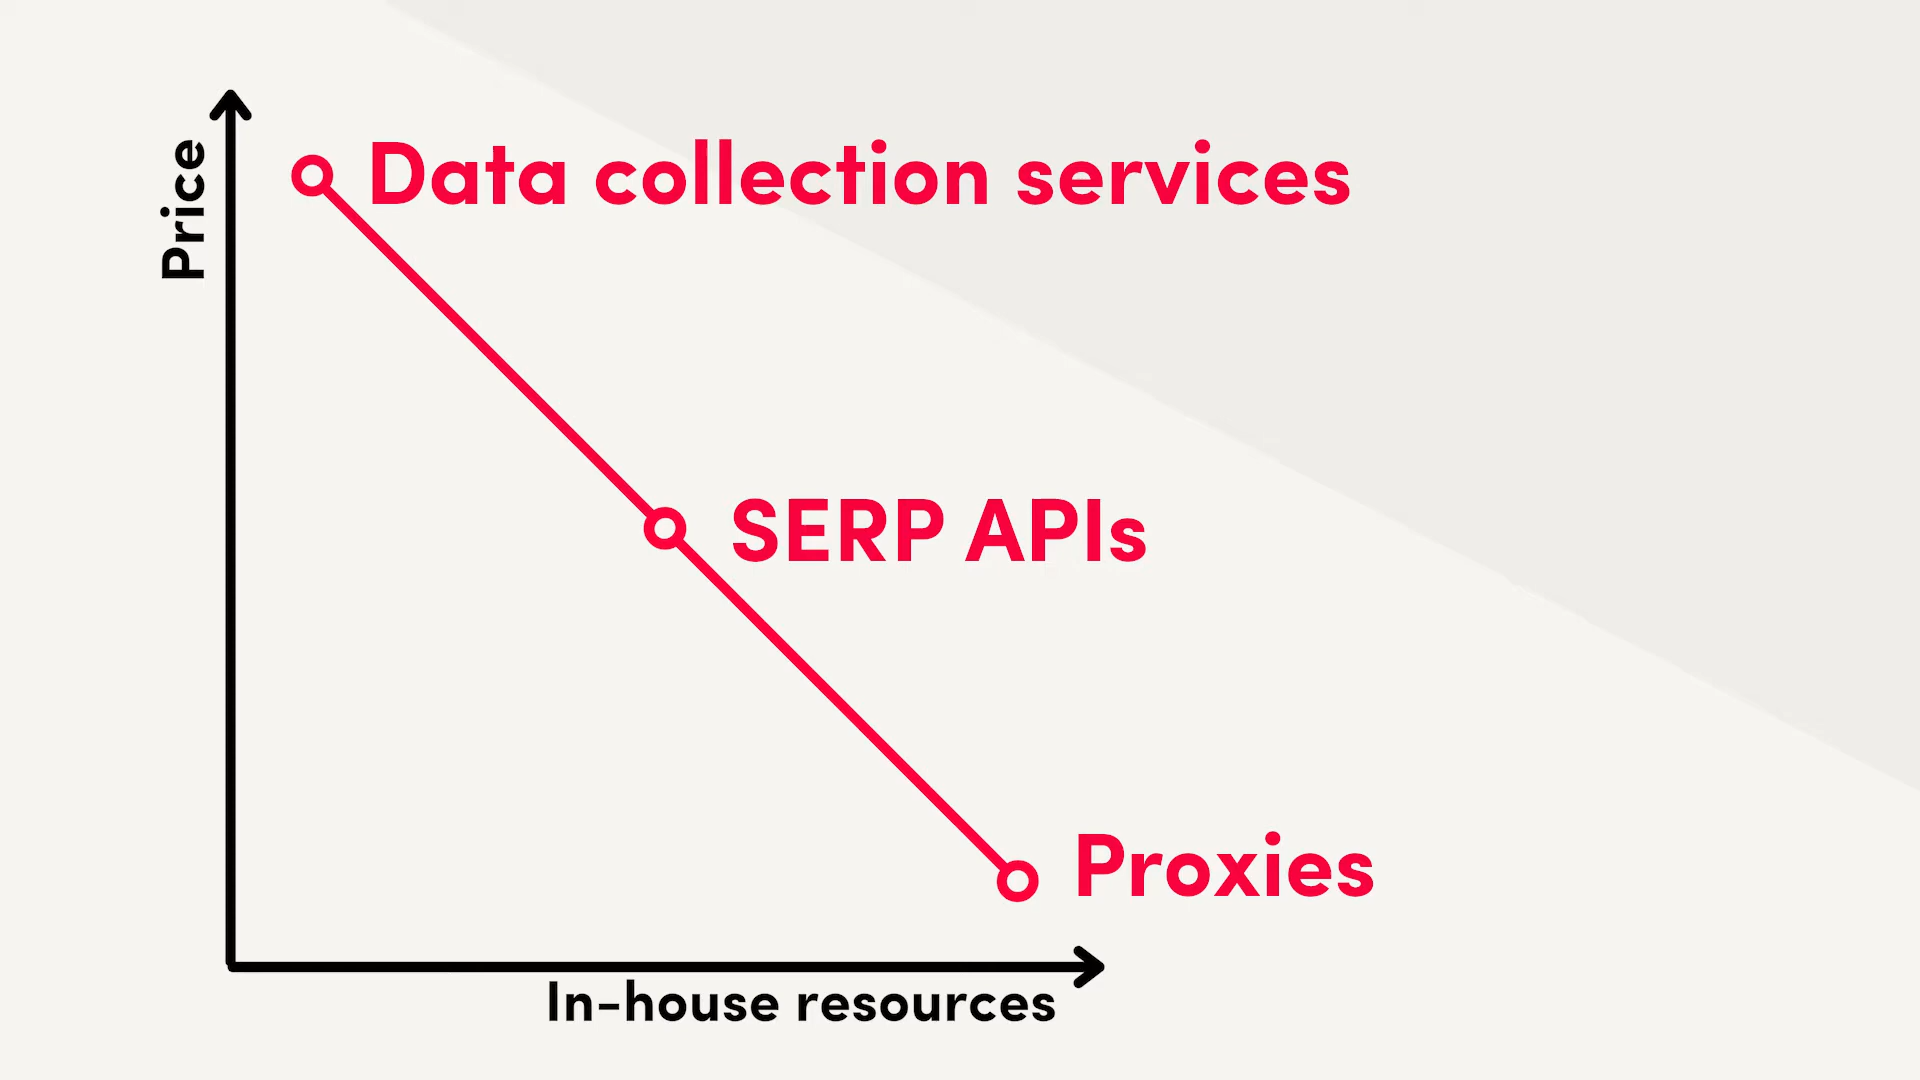 Price
Data collection services
SERP APIs
Proxies
In-house resources